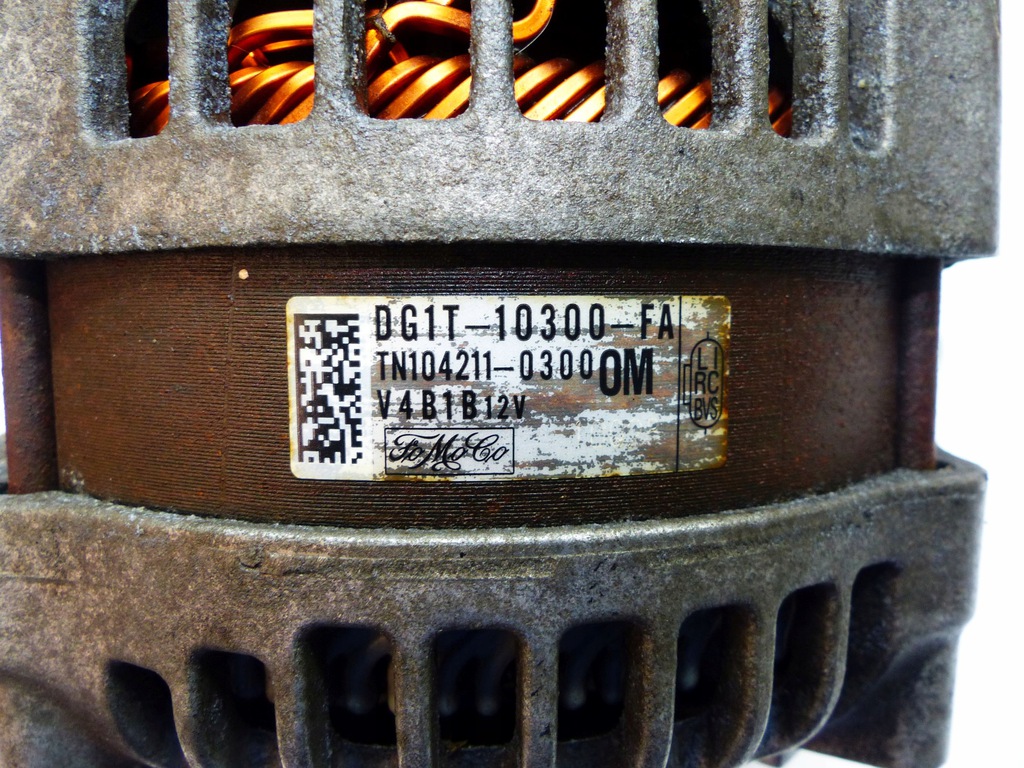 DG1T-10300-FA
TN104211-0300 OM
V4B1B12V
FoMoCo
LI
RC
BVS